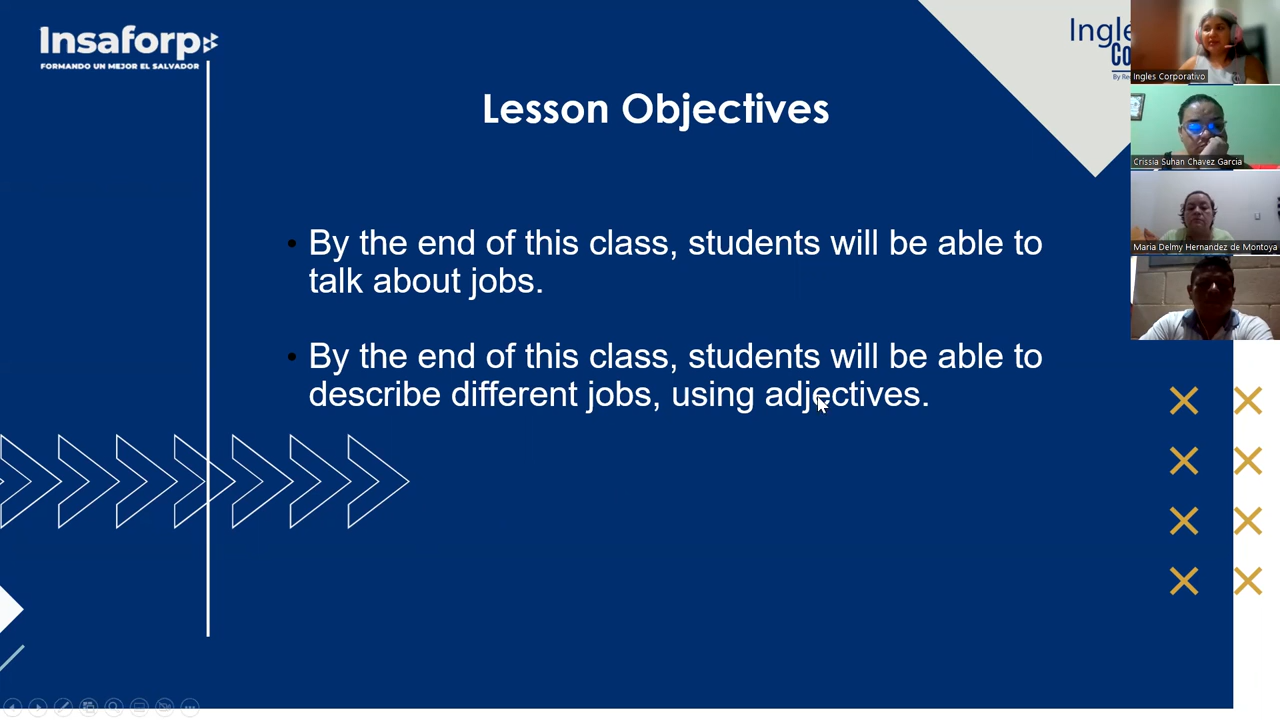 Insaforp
FORMANDO UN MEJOR EL SALVADOR
Lesson Objectives
• By the end of this class, students will be able to
talk about jobs.
• By the end of this class, students will be able to
describe different jobs, using adjectives.
Ingles Corporativo
Crissia Suhan Chavez Garcia
Maria Delmy Hernandez de Montoya